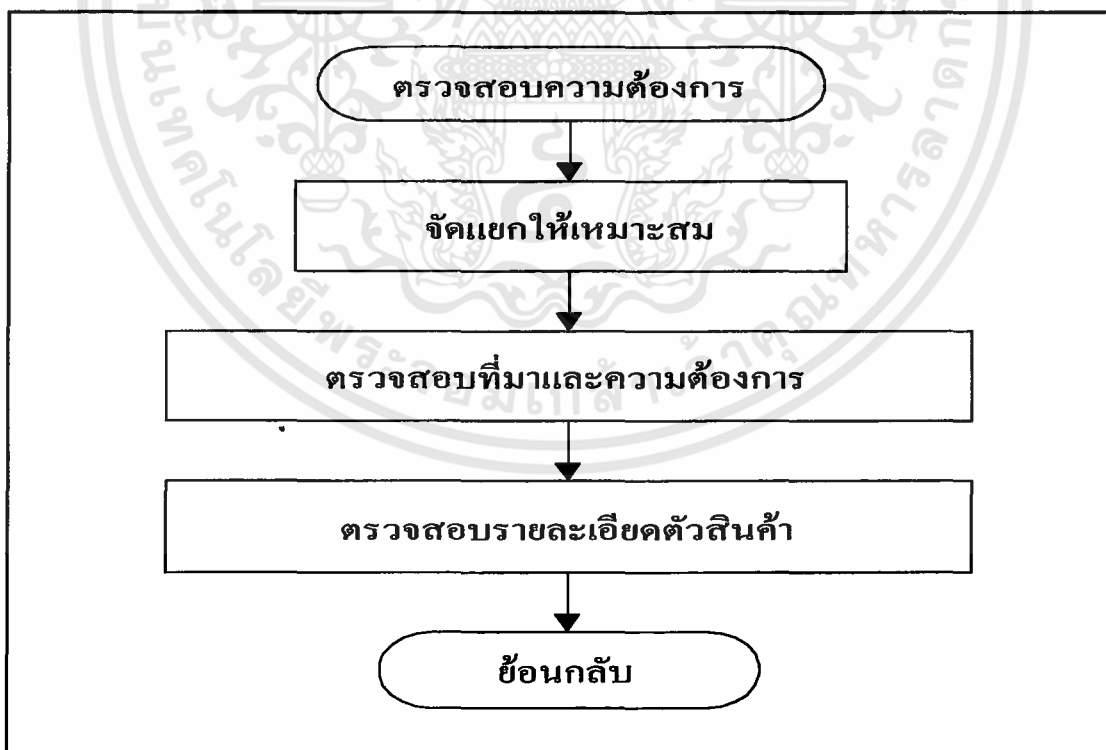 ตรวจสอบความต้องการ
จัดแยกให้เหมาะสม
ตรวจสอบที่มาและความต้องการ
ตรวจสอบรายละเอียดตัวสินค้า
ย้อนกลับ